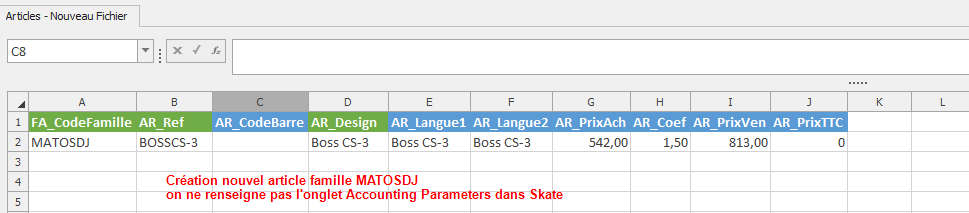 Articles - Nouveau Fichier
C8
A B C D E F G H I J K L
1 FA_CodeFamille AR_Ref AR_CodeBarre AR_Design AR_Langue1 AR_Langue2 AR_PrixAch AR_Coef AR_PrixVen AR_PrixTTC
2 MATOSDJ BOSSCS-3 Boss CS-3 Boss CS-3 Boss CS-3 542,00 1,50 813,00 0
3
4 Création nouvel article famille MATOSDJ
on ne renseigne pas l'onglet Accounting Parameters dans Skate
5